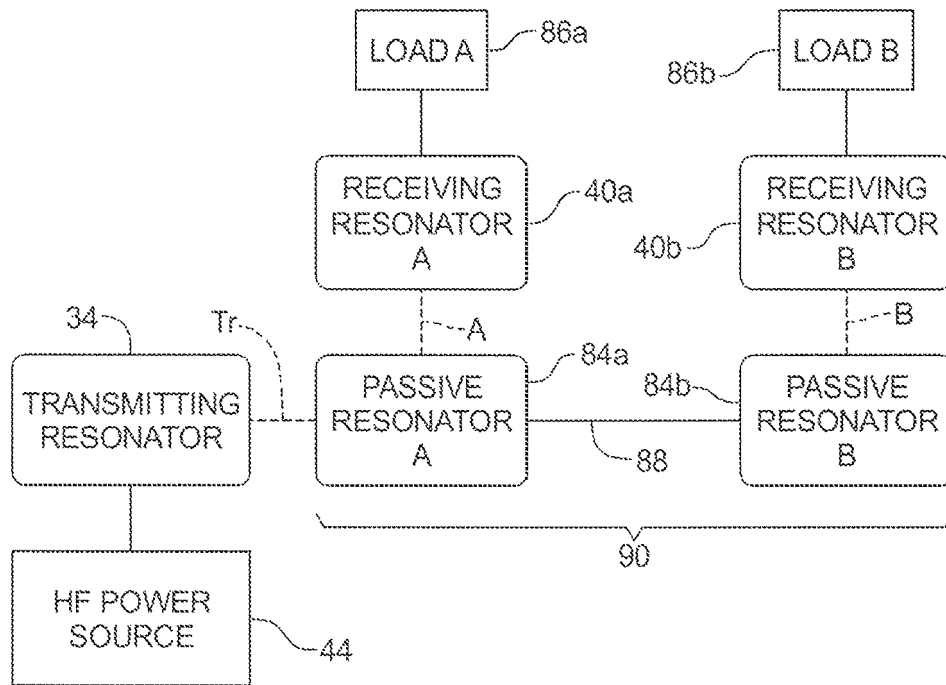 LOAD A
86a
LOAD B
86b
RECEIVING
RESONATOR
A
40a
RECEIVING
RESONATOR
B
40b
34
Tr
A
B
TRANSMITTING
RESONATOR
PASSIVE
RESONATOR
A
84a
88
PASSIVE
RESONATOR
B
84b
90
HF POWER
SOURCE
44